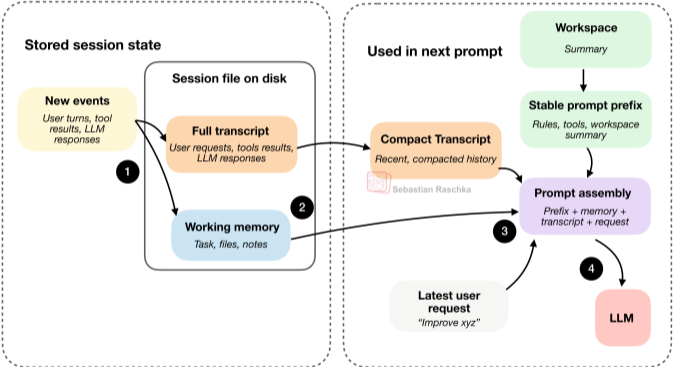 Stored session state
Session file on disk
New events
User turns, tool
results, LLM
responses
1
Full transcript
User requests, tools results,
LLM responses
2
Working memory
Task, files, notes
Used in next prompt
Workspace
Summary
Stable prompt prefix
Rules, tools, workspace
summary
Compact Transcript
Recent, compacted history
Sebastian Raschka
Prompt assembly
Prefix + memory +
transcript + request
3
4
Latest user
request
“Improve xyz”
LLM